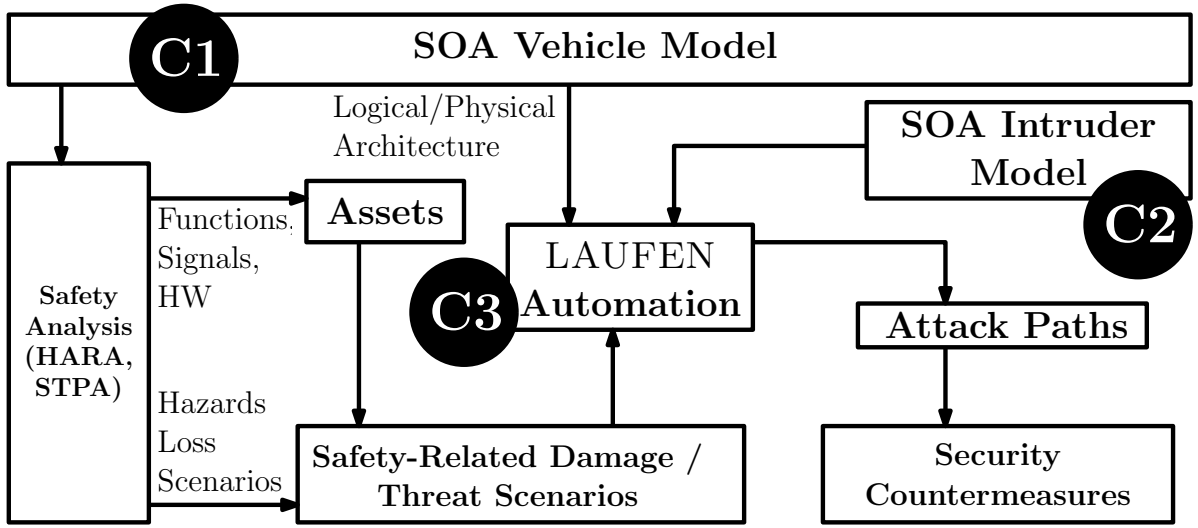 C1
SOA Vehicle Model
Logical/Physical
Architecture
SOA Intruder
Model
C2
Assets
Functions,
Signals,
HW
LAUFEN
Automation
C3
Safety
Analysis
(HARA,
STPA)
Attack Paths
Hazards
Loss
Scenarios
Safety-Related Damage /
Threat Scenarios
Security
Countermeasures